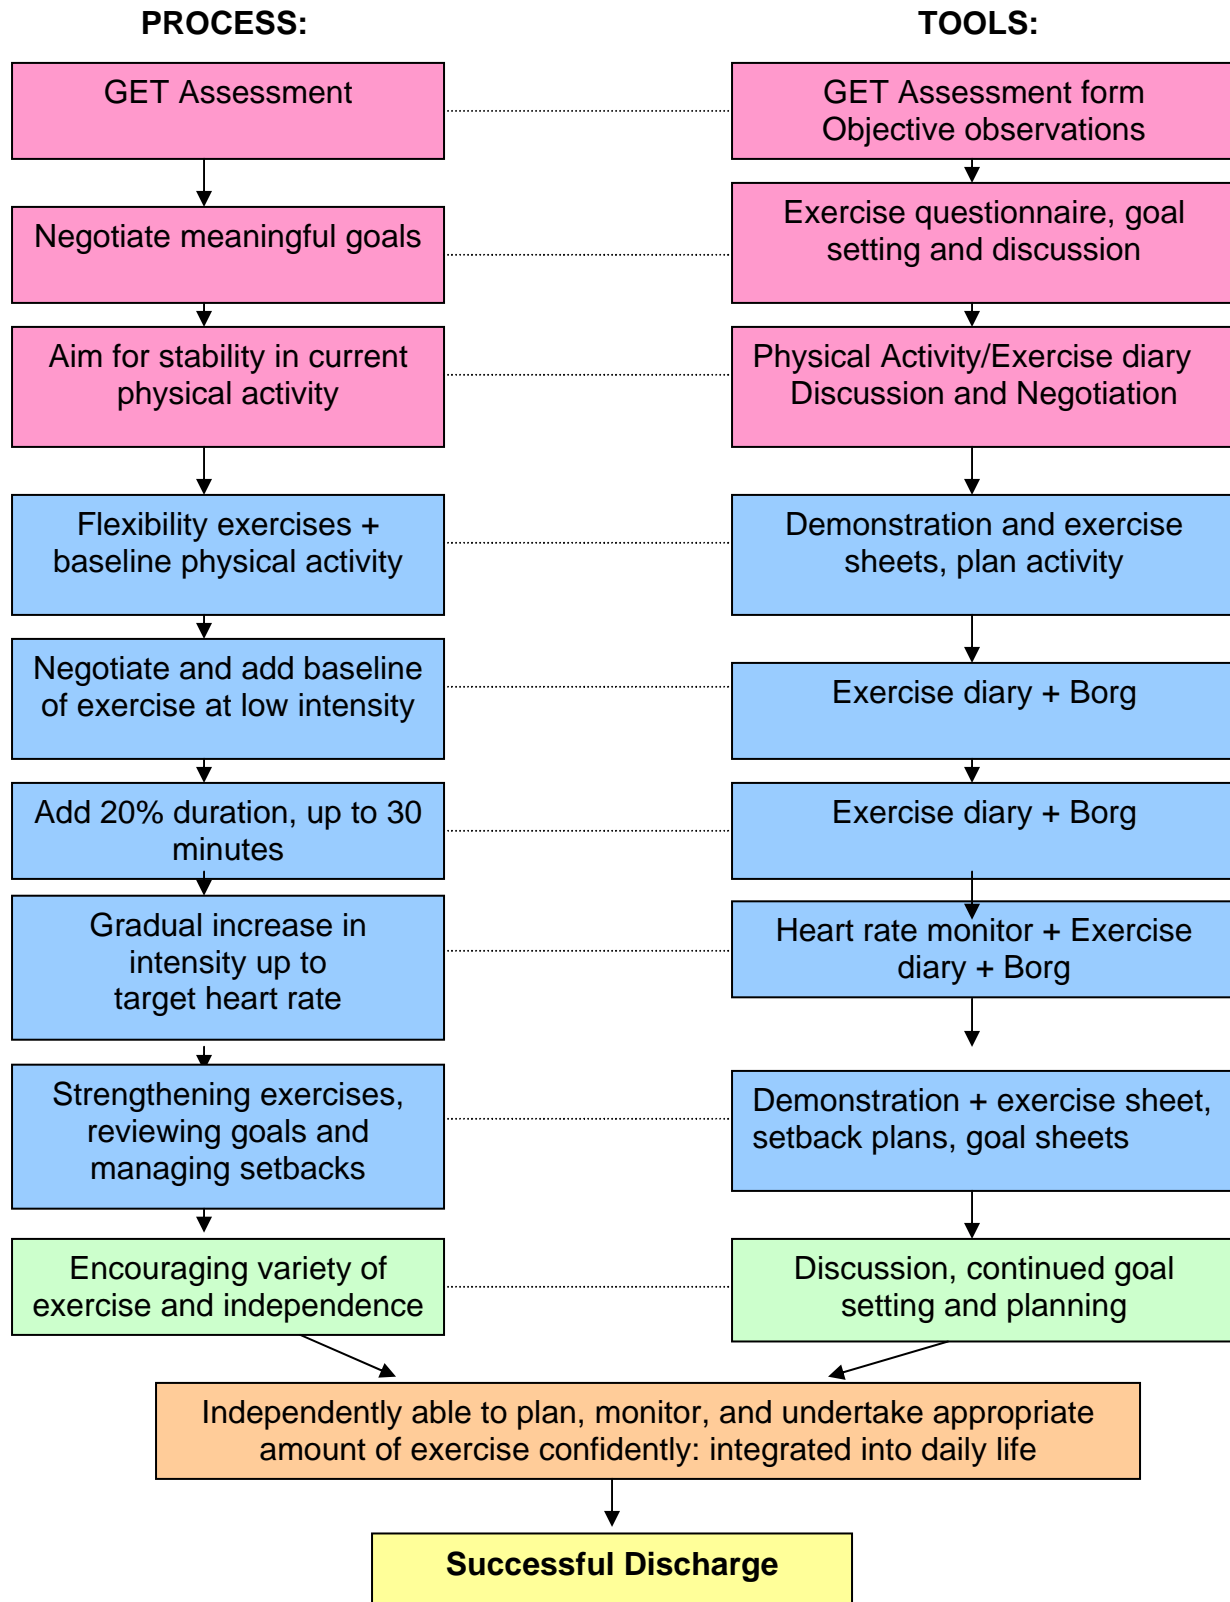 PROCESS:
TOOLS:
GET Assessment
GET Assessment form
Objective observations
Negotiate meaningful goals
Exercise questionnaire, goal
setting and discussion
Aim for stability in current
physical activity
Physical Activity/Exercise diary
Discussion and Negotiation
Flexibility exercises +
baseline physical activity
Demonstration and exercise
sheets, plan activity
Negotiate and add baseline
of exercise at low intensity
Exercise diary + Borg
Add 20% duration, up to 30
minutes
Exercise diary + Borg
Gradual increase in
intensity up to
target heart rate
Heart rate monitor + Exercise
diary + Borg
Strengthening exercises,
reviewing goals and
managing setbacks
Demonstration + exercise sheet,
setback plans, goal sheets
Encouraging variety of
exercise and independence
Discussion, continued goal
setting and planning
Independently able to plan, monitor, and undertake appropriate
amount of exercise confidently: integrated into daily life
Successful Discharge